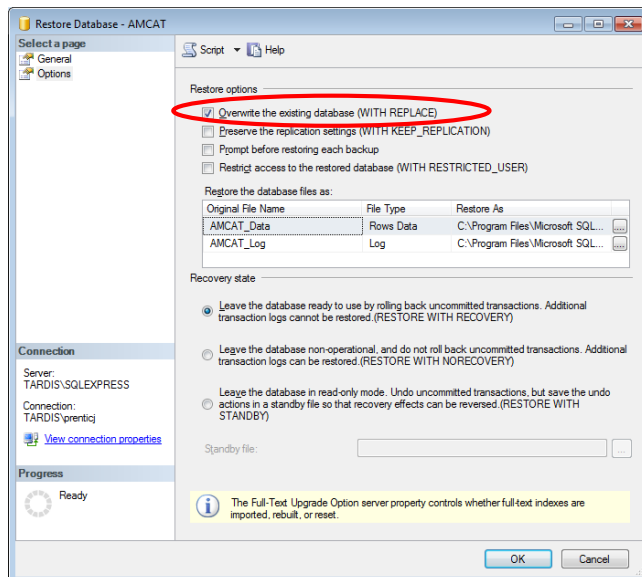 Restore Database - AMCAT
Select a page
General
Options
Script
Help
Restore options
Overwrite the existing database (WITH REPLACE)
Preserve the replication settings (WITH KEEP_REPLICATION)
Prompt before restoring each backup
Restrict access to the restored database (WITH RESTRICTED_USER)
Restore the database files as:
Original File Name File Type Restore As
AMCAT_Data Rows Data C:\Program Files\Microsoft SQL... ...
AMCAT_Log Log C:\Program Files\Microsoft SQL... ...
Recovery state
Leave the database ready to use by rolling back uncommitted transactions. Additional
transaction logs cannot be restored.(RESTORE WITH RECOVERY)
Leave the database non-operational, and do not roll back uncommitted transactions. Additional
transaction logs can be restored.(RESTORE WITH NORECOVERY)
Leave the database in read-only mode. Undo uncommitted transactions, but save the undo
actions in a standby file so that recovery effects can be reversed.(RESTORE WITH
STANDBY)
Standby file: ...
Connection
Server:
TARDIS\SQLEXPRESS
Connection:
TARDIS\prenticj
View connection properties
Progress
Ready
The Full-Text Upgrade Option server property controls whether full-text indexes are
imported, rebuilt, or reset.
OK Cancel